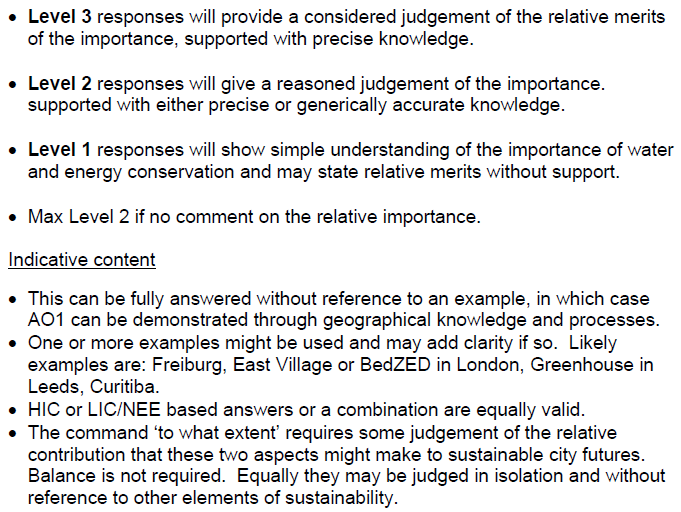 • Level 3 responses will provide a considered judgement of the relative merits
of the importance, supported with precise knowledge.
• Level 2 responses will give a reasoned judgement of the importance.
supported with either precise or generically accurate knowledge.
• Level 1 responses will show simple understanding of the importance of water
and energy conservation and may state relative merits without support.
• Max Level 2 if no comment on the relative importance.
Indicative content
• This can be fully answered without reference to an example, in which case
AO1 can be demonstrated through geographical knowledge and processes.
• One or more examples might be used and may add clarity if so.  Likely
examples are: Freiburg, East Village or BedZED in London, Greenhouse in
Leeds, Curitiba.
• HIC or LIC/NEE based answers or a combination are equally valid.
• The command ‘to what extent’ requires some judgement of the relative
contribution that these two aspects might make to sustainable city futures.
Balance is not required.  Equally they may be judged in isolation and without
reference to other elements of sustainability.